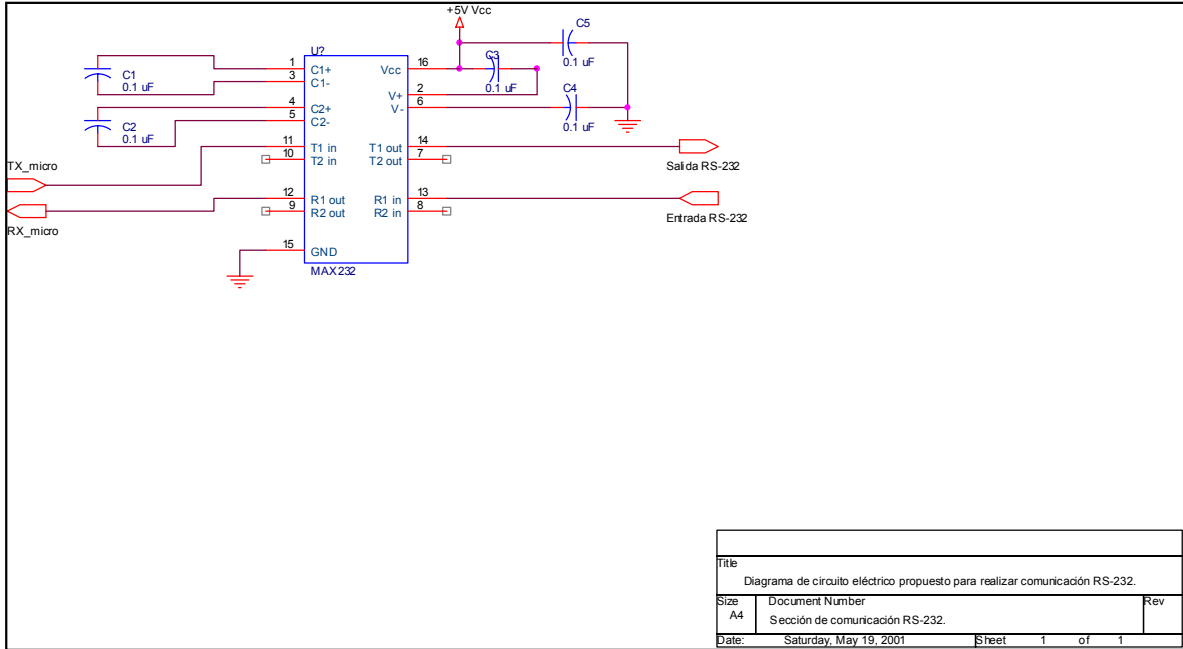 +5V Vcc
C5
0.1 uF
U?
C1
0.1 uF
C2
0.1 uF
C3
0.1 uF
C4
0.1 uF
1 C1+ Vcc 16
3 C1-
V+ 2
4 C2+ V- 6
5 C2-
11 T1 in T1 out 14
10 T2 in T2 out 7
12 R1 out R1 in 13
9 R2 out R2 in 8
15 GND
MAX232
TX_micro
RX_micro
Salida RS-232
Entrada RS-232
Title
Diagrama de circuito eléctrico propuesto para realizar comunicación RS-232.
Size Document Number Rev
A4 Sección de comunicación RS-232.
Date: Saturday, May 19, 2001 Sheet 1 of 1